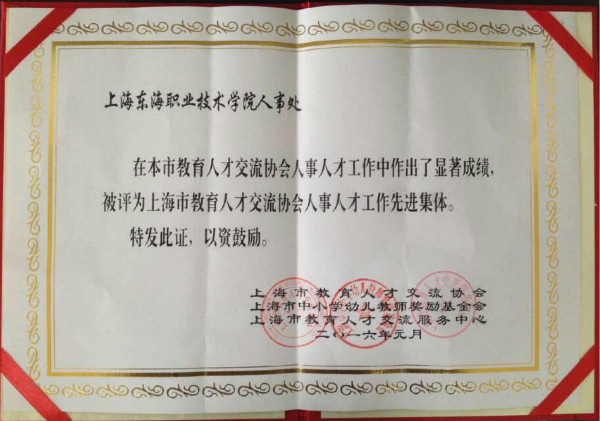 上海东海职业技术学院人事处
在本市教育人才交流协会人事人才工作中作出了显著成绩,
被评为上海市教育人才交流协会人事人才工作先进集体。
特发此证,以资鼓励。
上海市教育人才交流协会
上海市中小学幼儿教师奖励基金会
上海市教育人才交流服务中心
二〇一六年元月